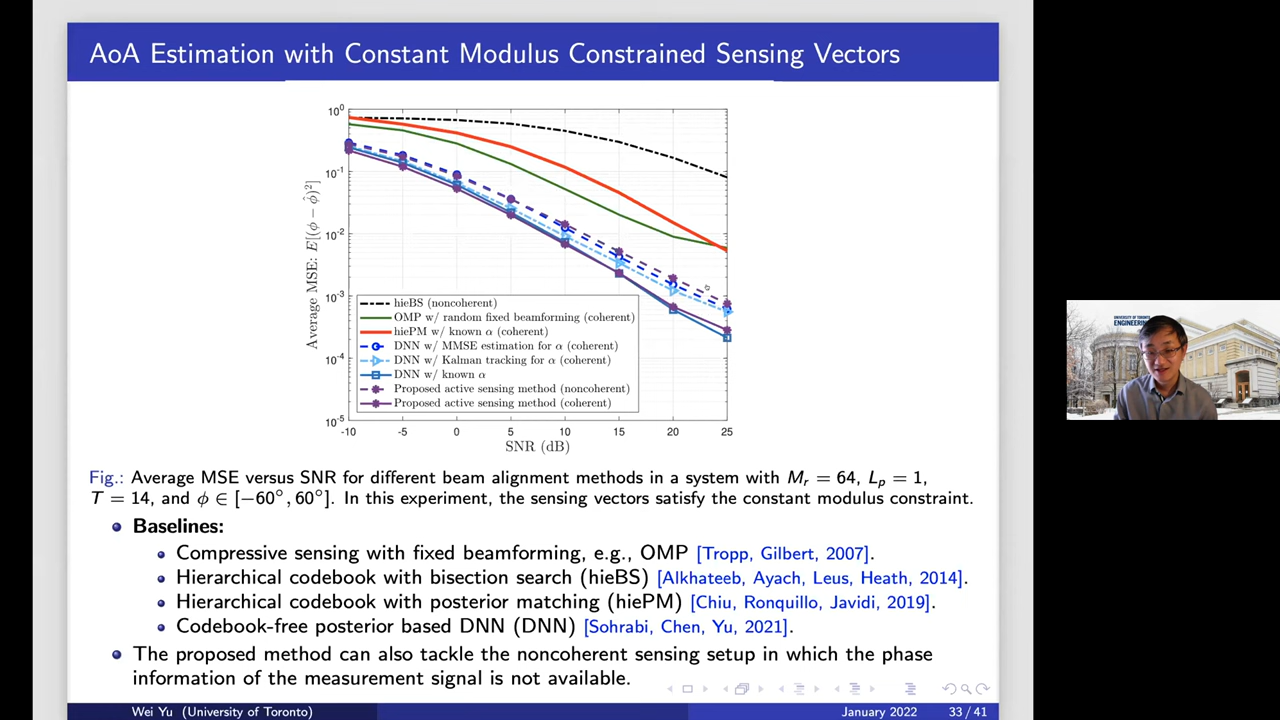 AoA Estimation with Constant Modulus Constrained Sensing Vectors
10^0
10^-1
10^-2
10^-3
10^-4
10^-5
Average MSE: E[(ϕ − ϕ̂)^2]
hieBS (noncoherent)
OMP w/ random fixed beamforming (coherent)
hiePM w/ known α (coherent)
DNN w/ MMSE estimation for α (coherent)
DNN w/ Kalman tracking for α (coherent)
DNN w/ known α
Proposed active sensing method (noncoherent)
Proposed active sensing method (coherent)
-10 -5 0 5 10 15 20 25
SNR (dB)
UNIVERSITY OF TORONTO
ENGINEERING
Fig.: Average MSE versus SNR for different beam alignment methods in a system with M_r = 64, L_p = 1,
T = 14, and ϕ ∈ [−60°, 60°]. In this experiment, the sensing vectors satisfy the constant modulus constraint.
Baselines:
Compressive sensing with fixed beamforming, e.g., OMP [Tropp, Gilbert, 2007].
Hierarchical codebook with bisection search (hieBS) [Alkhateeb, Ayach, Leus, Heath, 2014].
Hierarchical codebook with posterior matching (hiePM) [Chiu, Ronquillo, Javidi, 2019].
Codebook-free posterior based DNN (DNN) [Sohrabi, Chen, Yu, 2021].
The proposed method can also tackle the noncoherent sensing setup in which the phase
information of the measurement signal is not available.
Wei Yu (University of Toronto) January 2022 33 / 41